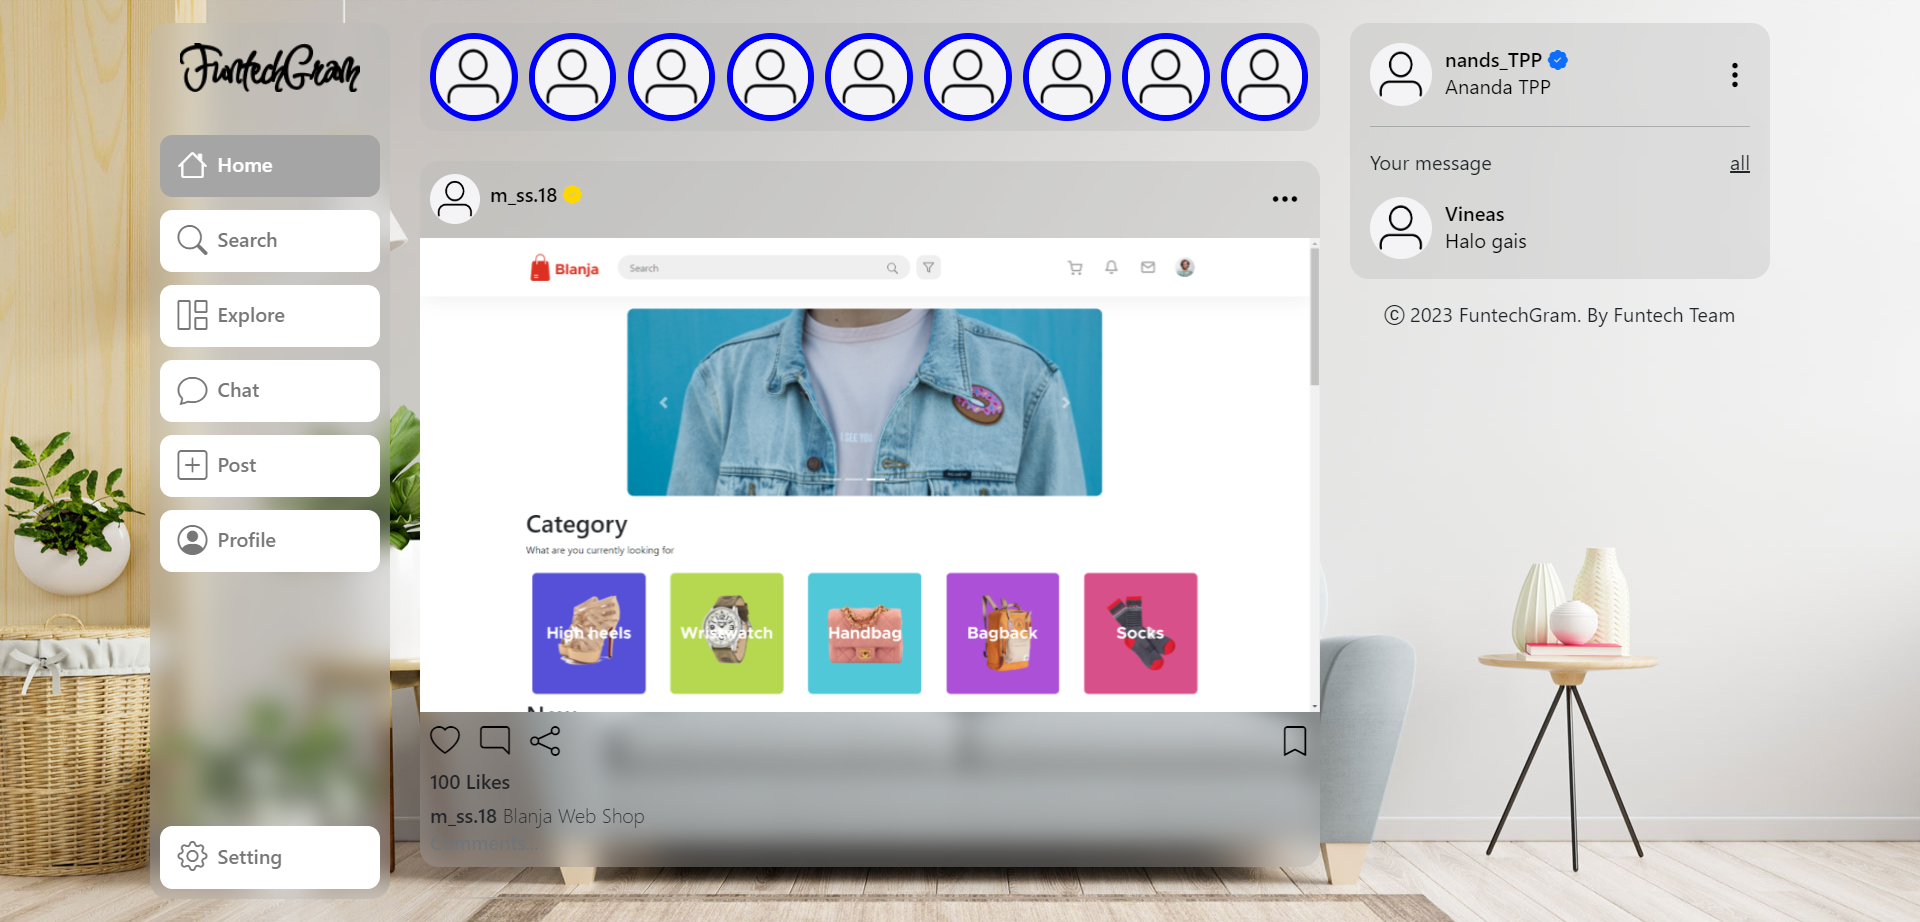 FuntechGram
Home
Search
Explore
Chat
Post
Profile
Setting
m_ss.18
Blanja
Search
I SEE YOU
Category
What are you currently looking for
High heels
Wristwatch
Handbag
Bagback
Socks
100 Likes
m_ss.18 Blanja Web Shop
Comments...
nands_TPP
Ananda TPP
Your message all
Vineas
Halo gais
© 2023 FuntechGram. By Funtech Team